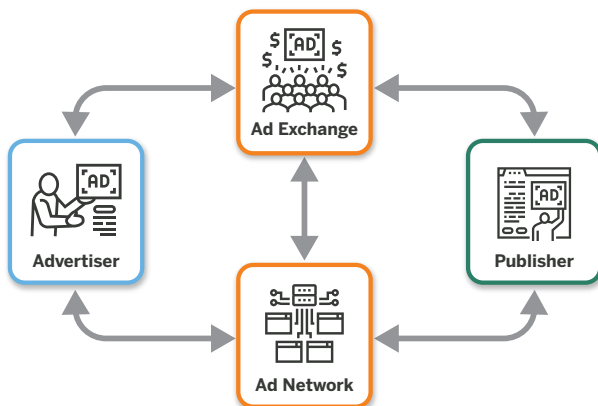 $ AD $
$ $
Ad Exchange
AD
Advertiser
AD
Publisher
Ad Network